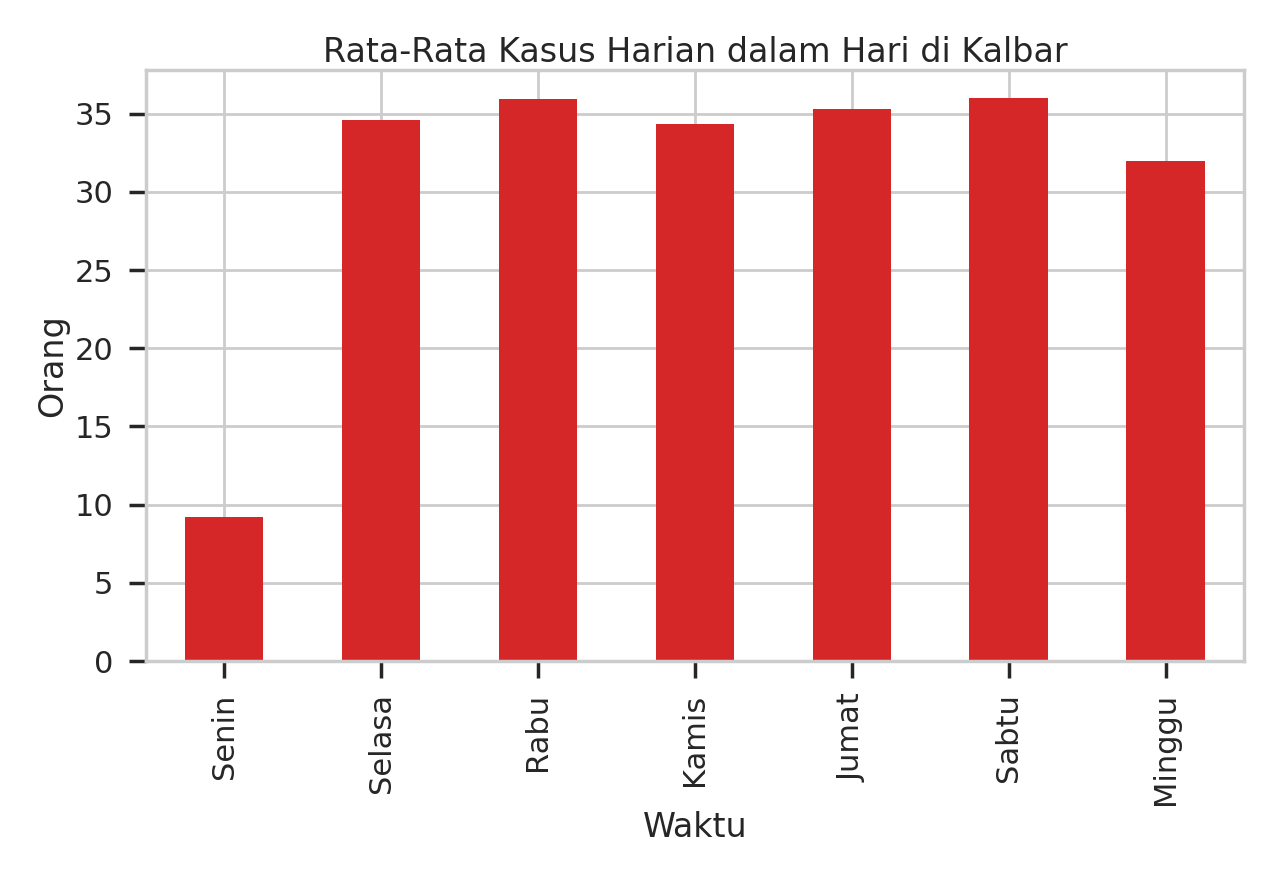 Rata-Rata Kasus Harian dalam Hari di Kalbar
Orang
35
30
25
20
15
10
5
0
Senin
Selasa
Rabu
Kamis
Jumat
Sabtu
Minggu
Waktu